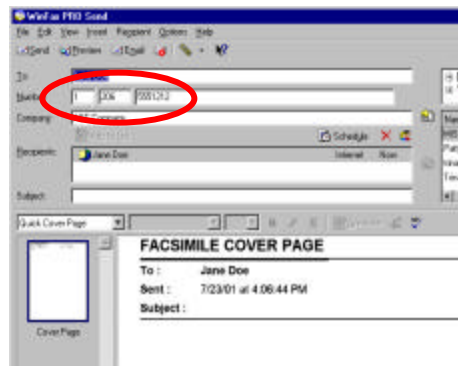 WinFax PRO Send
File Edit View Insert Recipient Options Help
Send Preview Email
To
Number 1 206 5551212
Company
Schedule
Recipients: Jane Doe Internet Now
Subject:
Quick Cover Page
FACSIMILE COVER PAGE
To : Jane Doe
Sent : 7/23/01 at 4:06:44 PM
Subject :
Cover Page